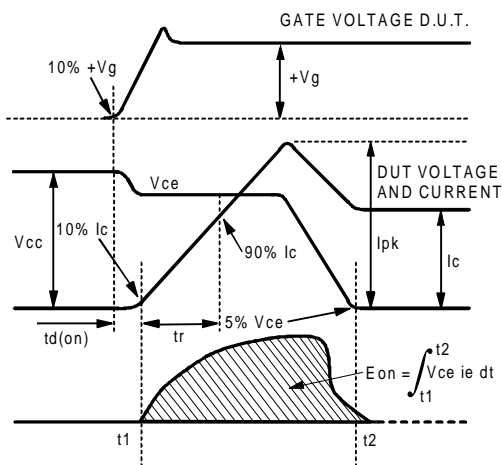 GATE VOLTAGE D.U.T.
10% +Vg
+Vg
Vce
DUT VOLTAGE
AND CURRENT
Vcc
10% Ic
90% Ic
Ipk
Ic
td(on)
tr
5% Vce
Eon = ∫ Vce ie dt
t2
t1
t1
t2